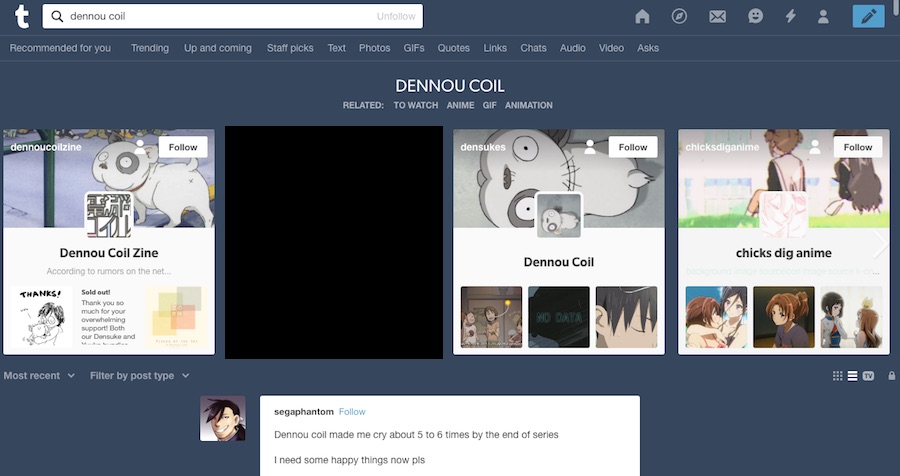 t
dennou coil Unfollow
Recommended for you Trending Up and coming Staff picks Text Photos GIFs Quotes Links Chats Audio Video Asks
DENNOU COIL
RELATED: TO WATCH ANIME GIF ANIMATION
dennoucoilzine Follow
Dennou Coil Zine
According to rumors on the net...
THANKS!
Sold out!
Thank you so
much for your
overwhelming
support! Both
our Densuke and
densukes Follow
Dennou Coil
NO DATA
chicksdiganime Follow
chicks dig anime
...
Most recent Filter by post type
TV
segaphantom Follow
Dennou coil made me cry about 5 to 6 times by the end of series
I need some happy things now pls